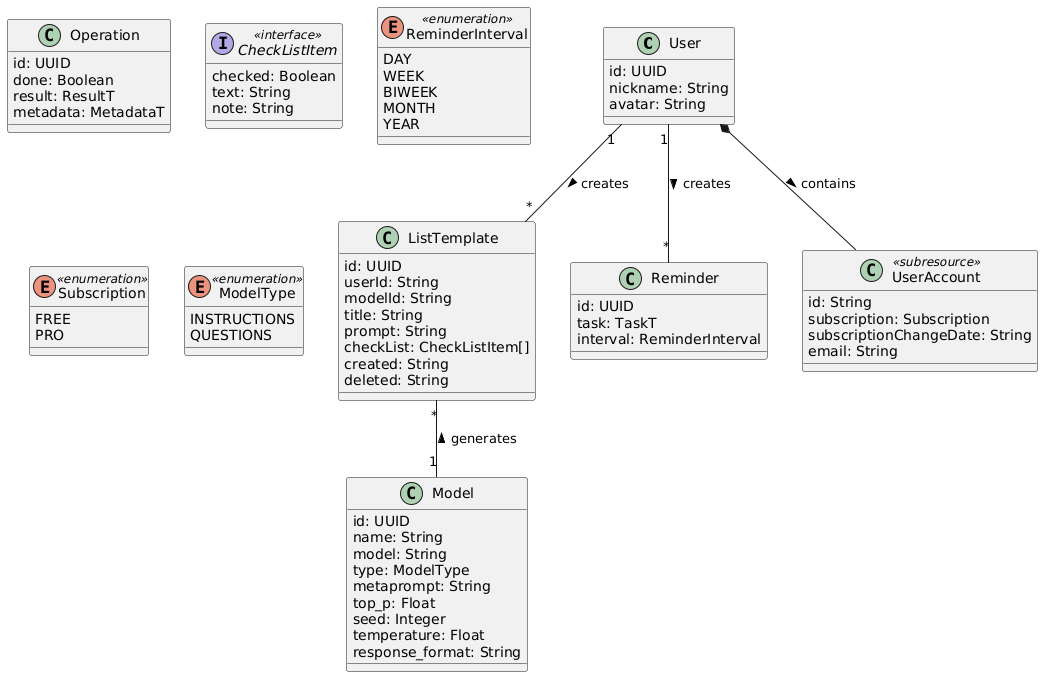 C Operation
id: UUID
done: Boolean
result: ResultT
metadata: MetadataT
I «interface»
CheckListItem
checked: Boolean
text: String
note: String
E «enumeration»
ReminderInterval
DAY
WEEK
BIWEEK
MONTH
YEAR
C User
id: UUID
nickname: String
avatar: String
1
creates
*
1
creates
*
contains
E «enumeration»
Subscription
FREE
PRO
E «enumeration»
ModelType
INSTRUCTIONS
QUESTIONS
C ListTemplate
id: UUID
userId: String
modelId: String
title: String
prompt: String
checkList: CheckListItem[]
created: String
deleted: String
C Reminder
id: UUID
task: TaskT
interval: ReminderInterval
C «subresource»
UserAccount
id: String
subscription: Subscription
subscriptionChangeDate: String
email: String
*
generates
1
C Model
id: UUID
name: String
model: String
type: ModelType
metaprompt: String
top_p: Float
seed: Integer
temperature: Float
response_format: String